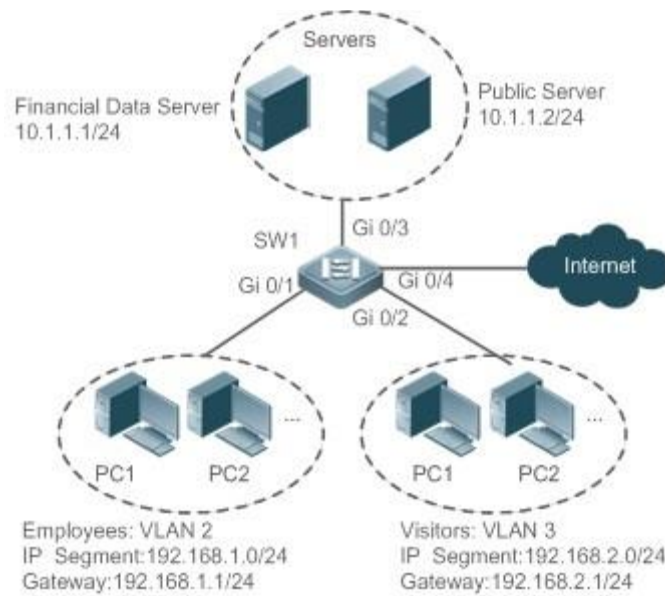 Servers
Financial Data Server
10.1.1.1/24
Public Server
10.1.1.2/24
Gi 0/3
SW1
Internet
Gi 0/1
Gi 0/4
Gi 0/2
...
...
PC1
PC2
PC1
PC2
Employees: VLAN 2
IP Segment:192.168.1.0/24
Gateway:192.168.1.1/24
Visitors: VLAN 3
IP Segment:192.168.2.0/24
Gateway:192.168.2.1/24